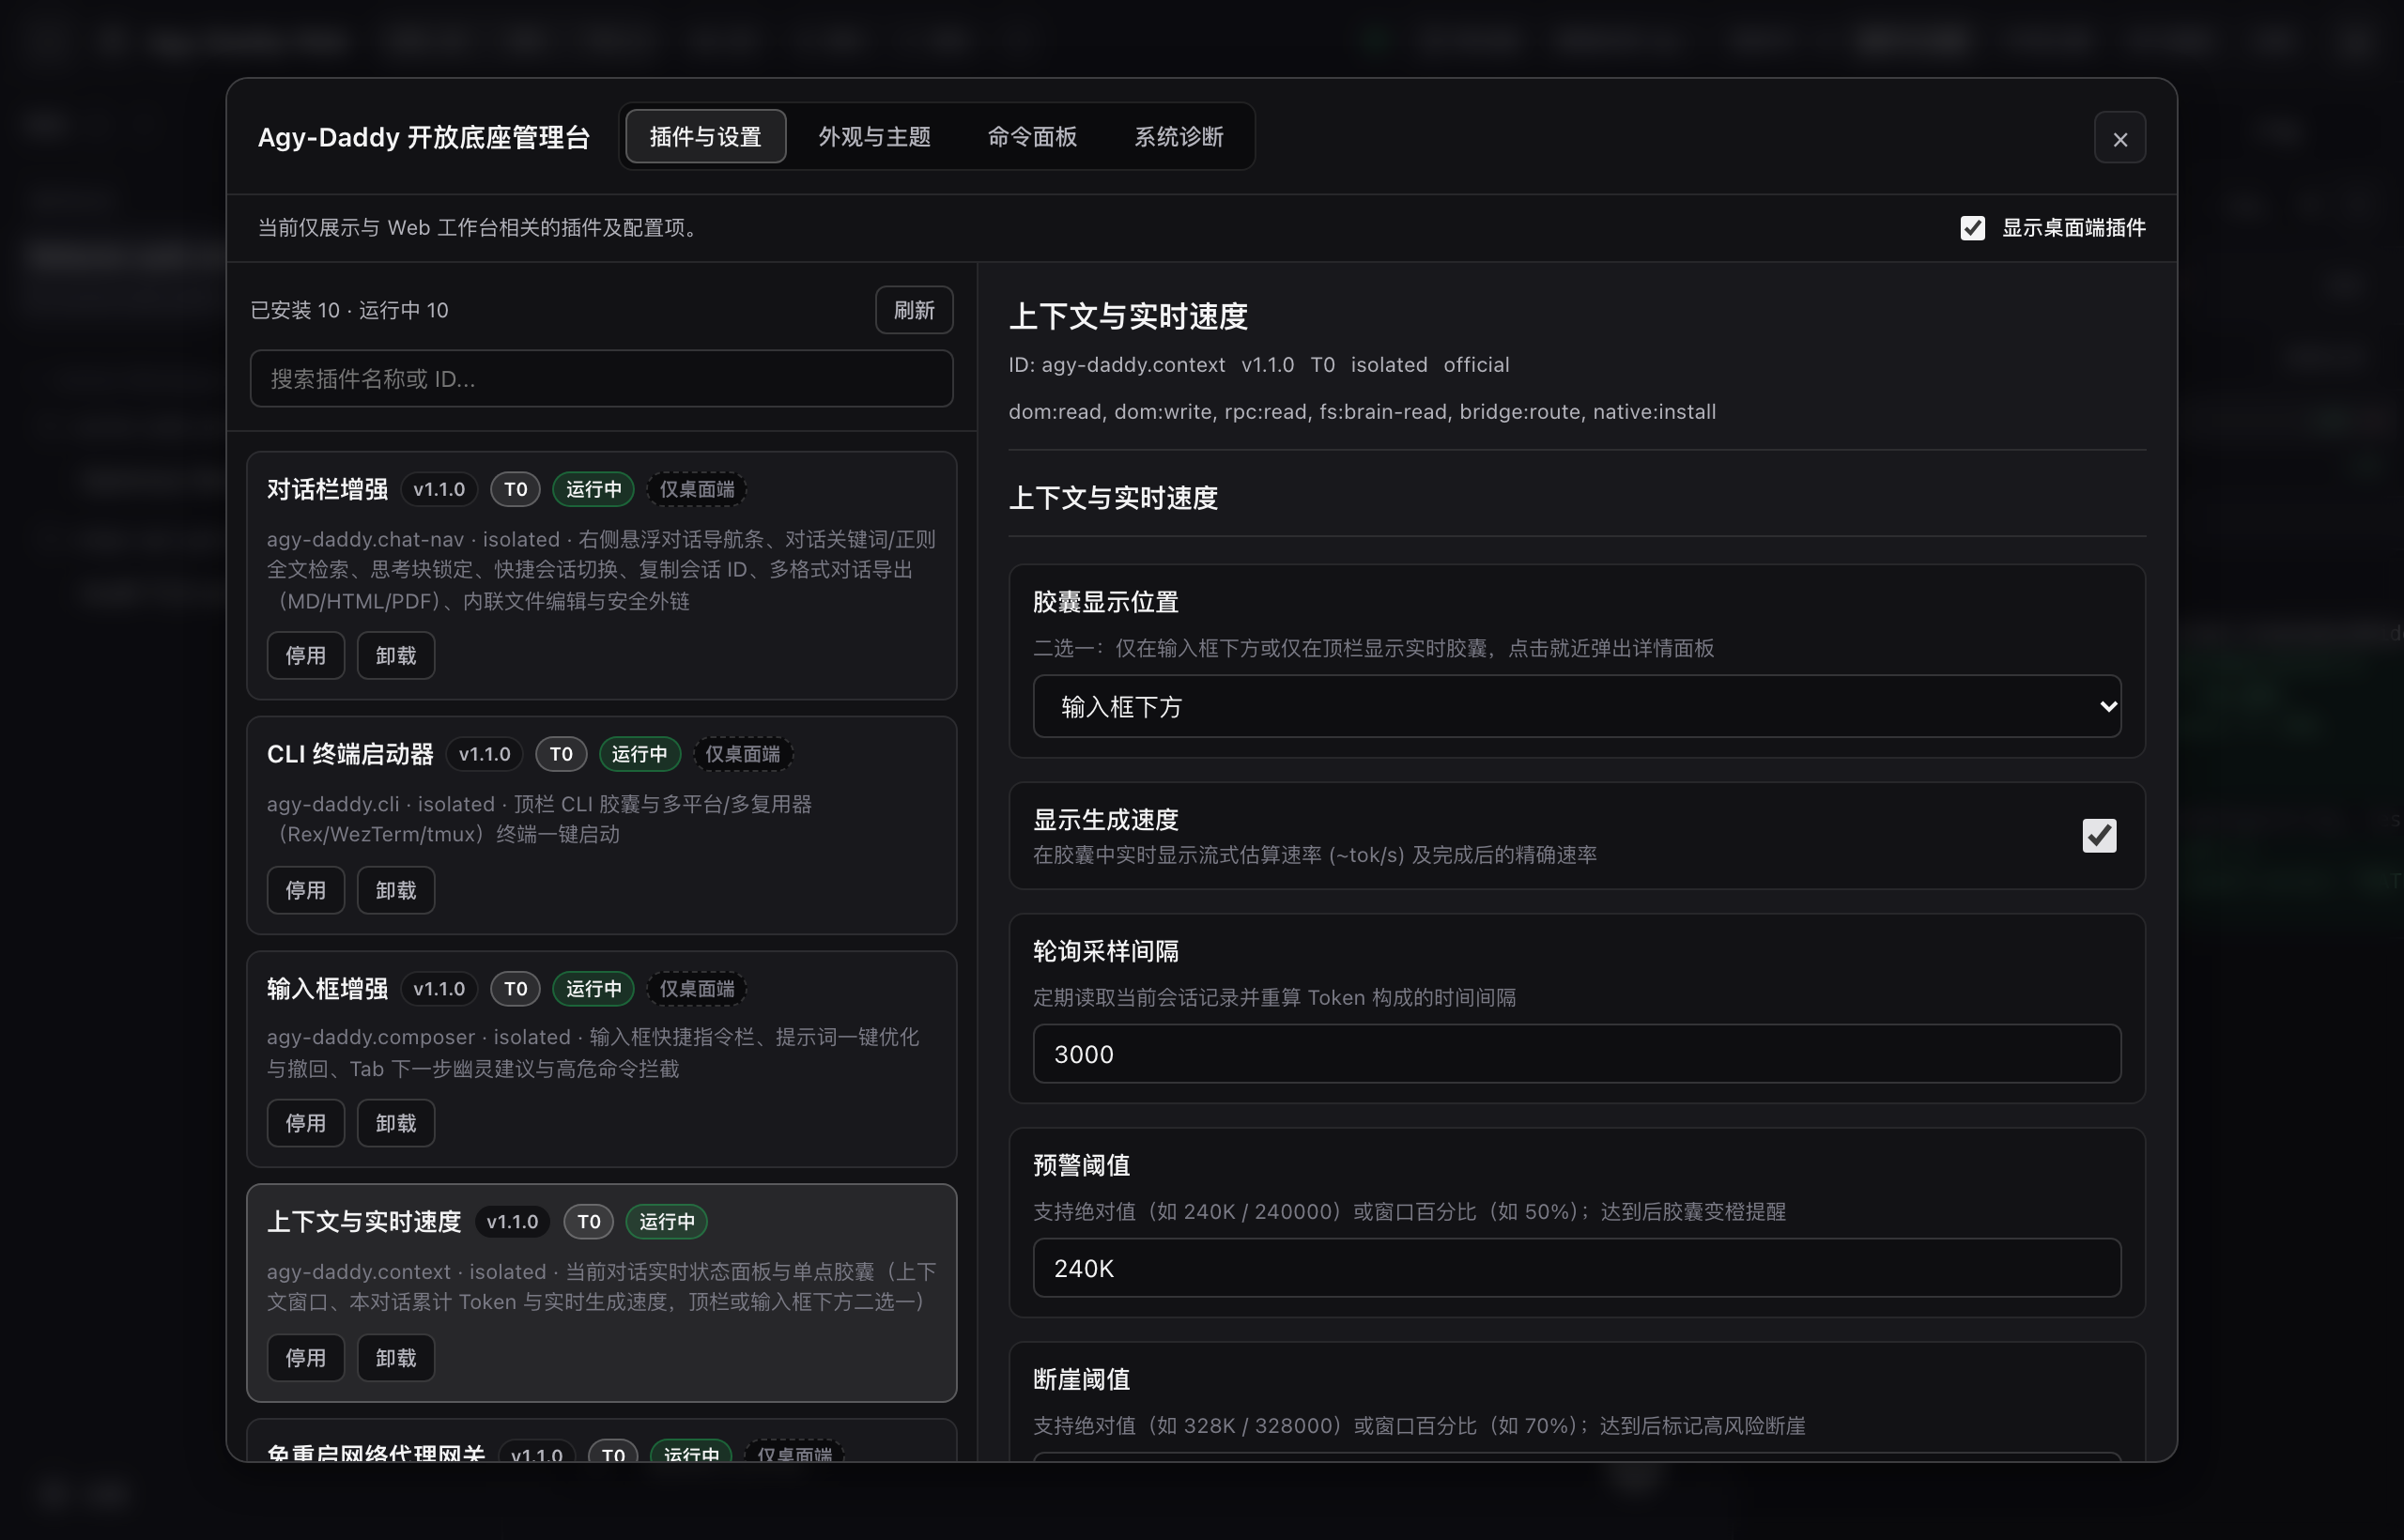 Agy-Daddy 开放底座管理台
插件与设置
外观与主题
命令面板
系统诊断
×
当前仅展示与 Web 工作台相关的插件及配置项。
显示桌面端插件
已安装 10 · 运行中 10
刷新
搜索插件名称或 ID...
对话栏增强 v1.1.0 T0 运行中 仅桌面端
agy-daddy.chat-nav · isolated · 右侧悬浮对话导航条、对话关键词/正则
全文检索、思考块锁定、快捷会话切换、复制会话 ID、多格式对话导出
（MD/HTML/PDF）、内联文件编辑与安全外链
停用 卸载
CLI 终端启动器 v1.1.0 T0 运行中 仅桌面端
agy-daddy.cli · isolated · 顶栏 CLI 胶囊与多平台/多复用器
（Rex/WezTerm/tmux）终端一键启动
停用 卸载
输入框增强 v1.1.0 T0 运行中 仅桌面端
agy-daddy.composer · isolated · 输入框快捷指令栏、提示词一键优化
与撤回、Tab 下一步幽灵建议与高危命令拦截
停用 卸载
上下文与实时速度 v1.1.0 T0 运行中
agy-daddy.context · isolated · 当前对话实时状态面板与单点胶囊（上下
文窗口、本对话累计 Token 与实时生成速度，顶栏或输入框下方二选一）
停用 卸载
免重启网络代理网关 v1.1.0 T0 运行中 仅桌面端
上下文与实时速度
ID: agy-daddy.context v1.1.0 T0 isolated official
dom:read, dom:write, rpc:read, fs:brain-read, bridge:route, native:install
上下文与实时速度
胶囊显示位置
二选一：仅在输入框下方或仅在顶栏显示实时胶囊，点击就近弹出详情面板
输入框下方
显示生成速度
在胶囊中实时显示流式估算速率 (~tok/s) 及完成后的精确速率
轮询采样间隔
定期读取当前会话记录并重算 Token 构成的时间间隔
3000
预警阈值
支持绝对值（如 240K / 240000）或窗口百分比（如 50%）；达到后胶囊变橙提醒
240K
断崖阈值
支持绝对值（如 328K / 328000）或窗口百分比（如 70%）；达到后标记高风险断崖